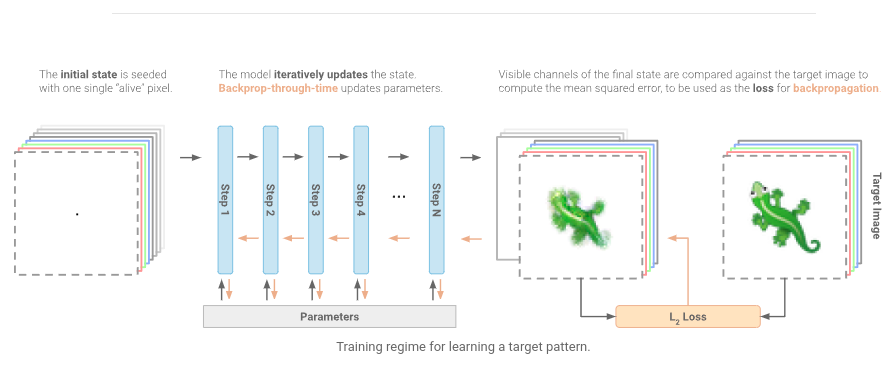 The initial state is seeded
with one single “alive” pixel.
The model iteratively updates the state.
Backprop-through-time updates parameters.
Visible channels of the final state are compared against the target image to
compute the mean squared error, to be used as the loss for backpropagation
Step 1
Step 2
Step 3
Step 4
...
Step N
Target Image
Parameters
L2 Loss
Training regime for learning a target pattern.